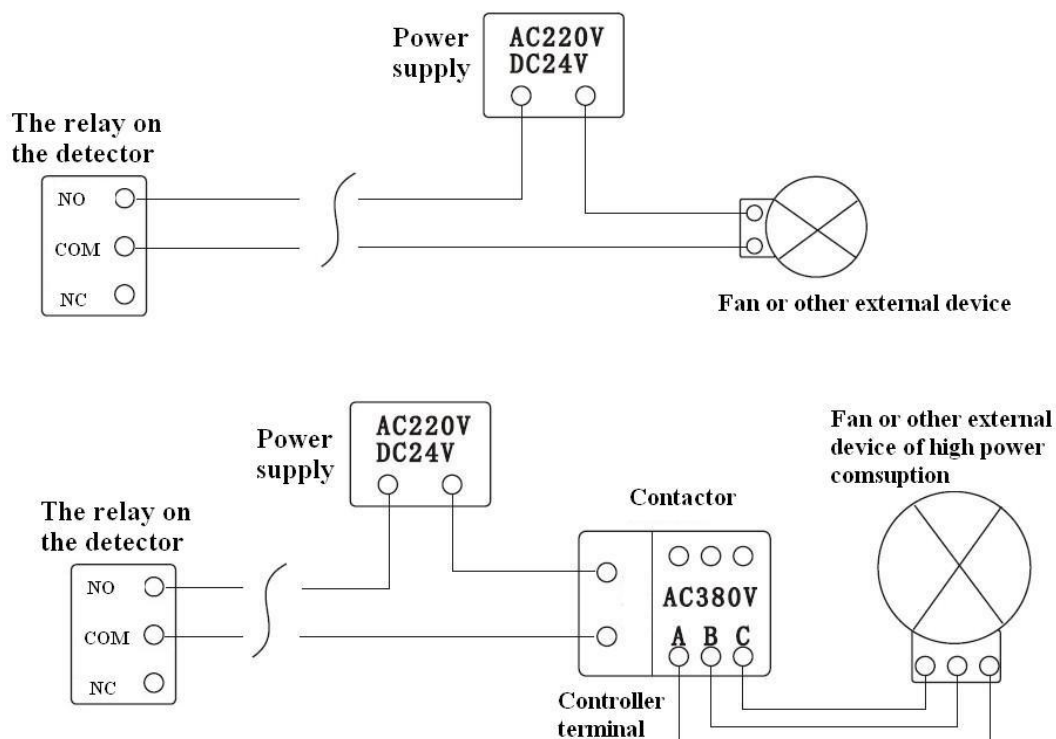 Power
supply
AC220V
DC24V
The relay on
the detector
NO
COM
NC
Fan or other external device
Power
supply
AC220V
DC24V
Fan or other external
device of high power
comsuption
Contactor
The relay on
the detector
NO
COM
NC
AC380V
A B C
Controller
terminal